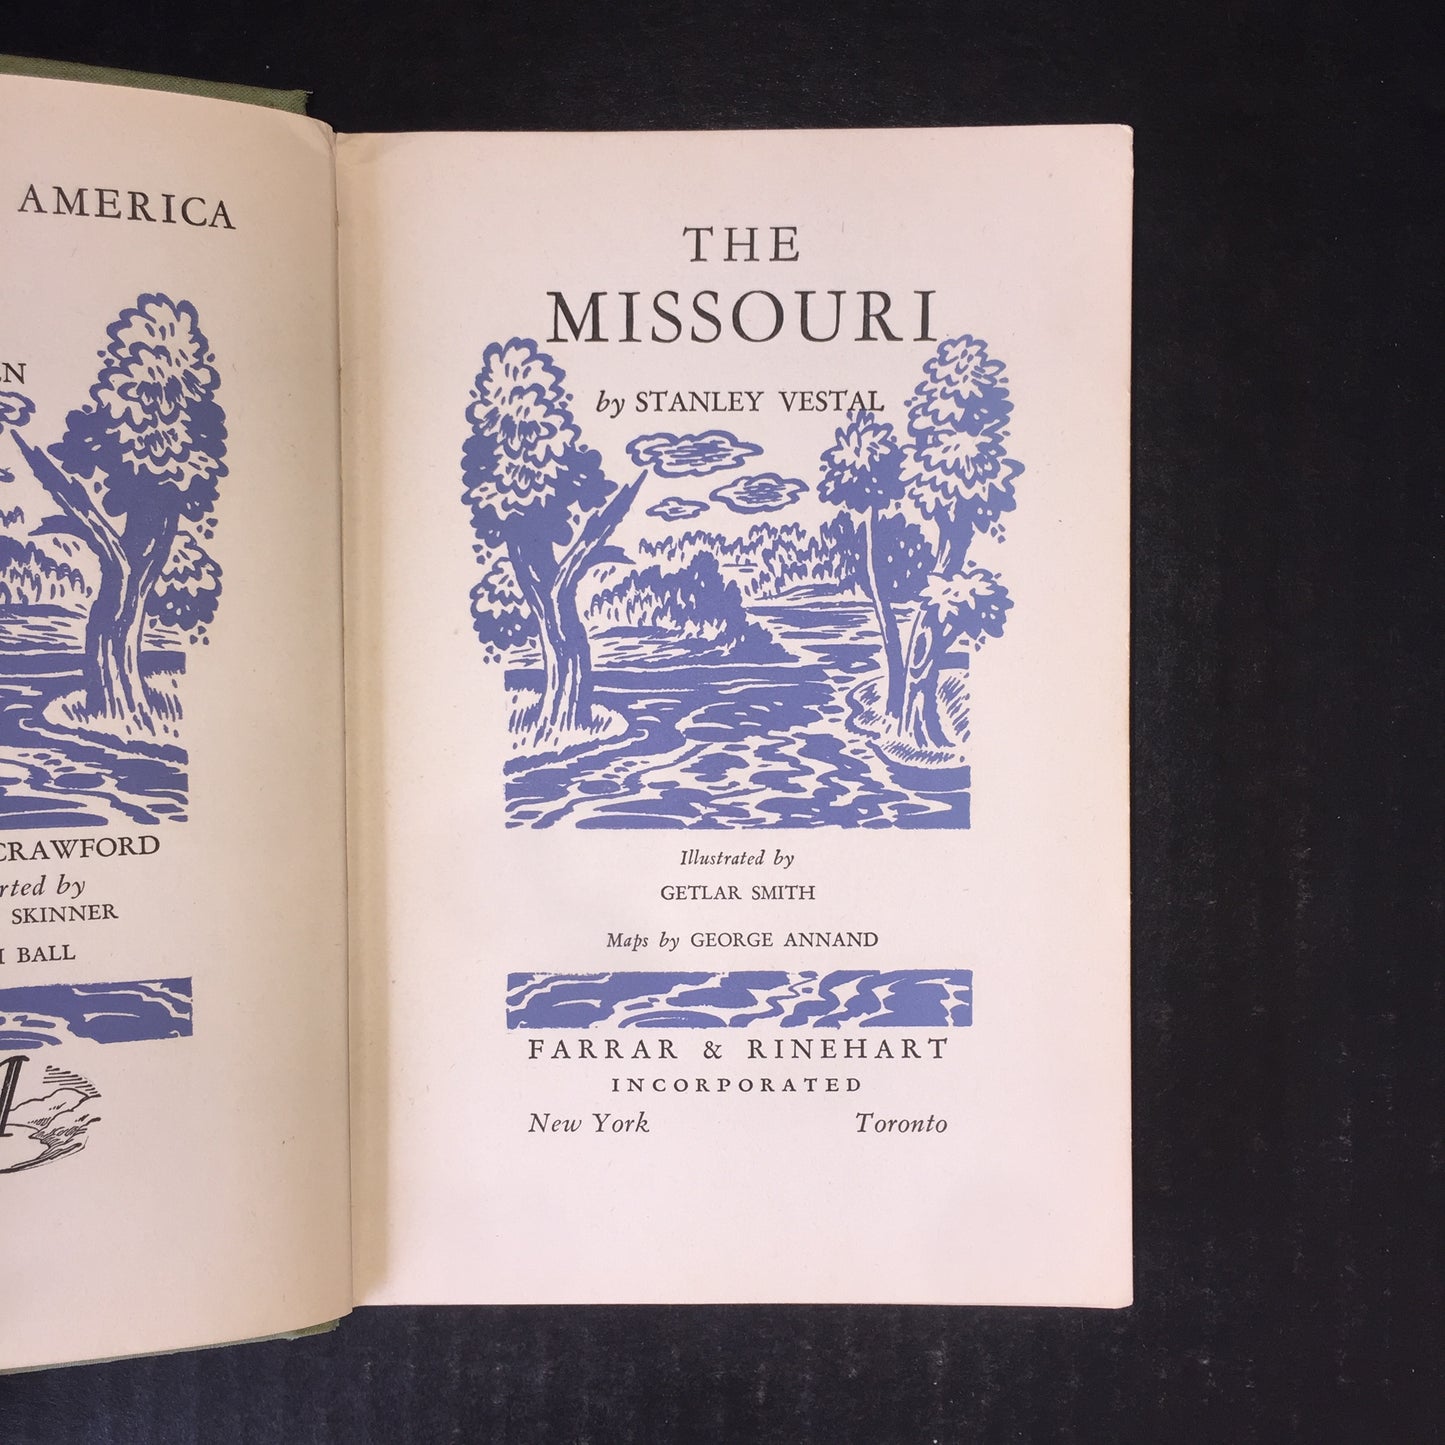 AMERICA
CRAWFORD
by
SKINNER
BALL
THE
MISSOURI
by STANLEY VESTAL
Illustrated by
GETLAR SMITH
Maps by GEORGE ANNAND
FARRAR & RINEHART
INCORPORATED
New York Toronto